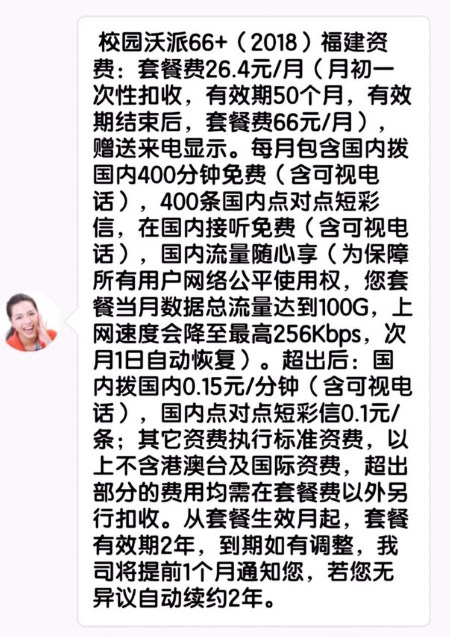 校园沃派66+（2018）福建资
费：套餐费26.4元/月（月初一
次性扣收，有效期50个月，有效
期结束后，套餐费66元/月），
赠送来电显示。每月包含国内拨
国内400分钟免费（含可视电
话），400条国内点对点短彩
信，在国内接听免费（含可视电
话），国内流量随心享（为保障
所有用户网络公平使用权，您套
餐当月数据总流量达到100G，上
网速度会降至最高256Kbps，次
月1日自动恢复）。超出后：国
内拨国内0.15元/分钟（含可视电
话），国内点对点短彩信0.1元/
条；其它资费执行标准资费，以
上不含港澳台及国际资费，超出
部分的费用均需在套餐费以外另
行扣收。从套餐生效月起，套餐
有效期2年，到期如有调整，我
司将提前1个月通知您，若您无
异议自动续约2年。